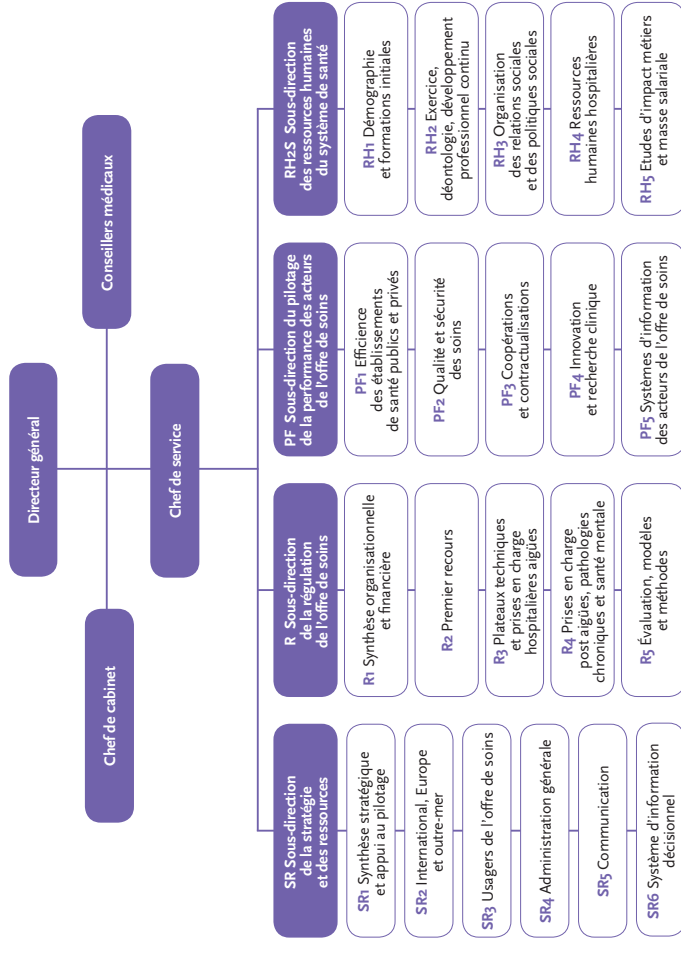 Directeur général
Chef de cabinet
Conseillers médicaux
Chef de service
SR Sous-direction
de la stratégie
et des ressources
SR1 Synthèse stratégique
et appui au pilotage
SR2 International, Europe
et outre-mer
SR3 Usagers de l'offre de soins
SR4 Administration générale
SR5 Communication
SR6 Système d'information
décisionnel
R Sous-direction
de la régulation
de l'offre de soins
R1 Synthèse organisationnelle
et financière
R2 Premier recours
R3 Plateaux techniques
et prises en charge
hospitalières aigües
R4 Prises en charge
post aigües, pathologies
chroniques et santé mentale
R5 Évaluation, modèles
et méthodes
PF Sous-direction du pilotage
de la performance des acteurs
de l'offre de soins
PF1 Efficience
des établissements
de santé publics et privés
PF2 Qualité et sécurité
des soins
PF3 Coopérations
et contractualisations
PF4 Innovation
et recherche clinique
PF5 Systèmes d'information
des acteurs de l'offre de soins
RH2S Sous-direction
des ressources humaines
du système de santé
RH1 Démographie
et formations initiales
RH2 Exercice,
déontologie, développement
professionnel continu
RH3 Organisation
des relations sociales
et des politiques sociales
RH4 Ressources
humaines hospitalières
RH5 Etudes d'impact métiers
et masse salariale